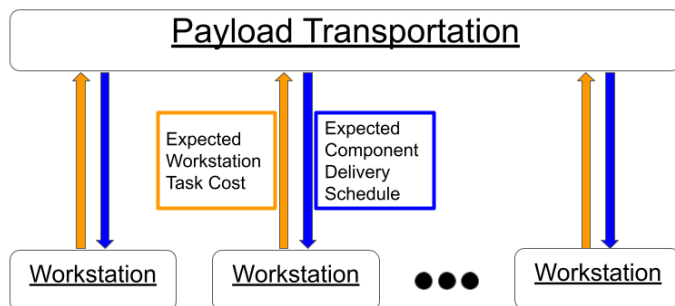 Payload Transportation
Expected
Workstation
Task Cost
Expected
Component
Delivery
Schedule
Workstation
Workstation
Workstation